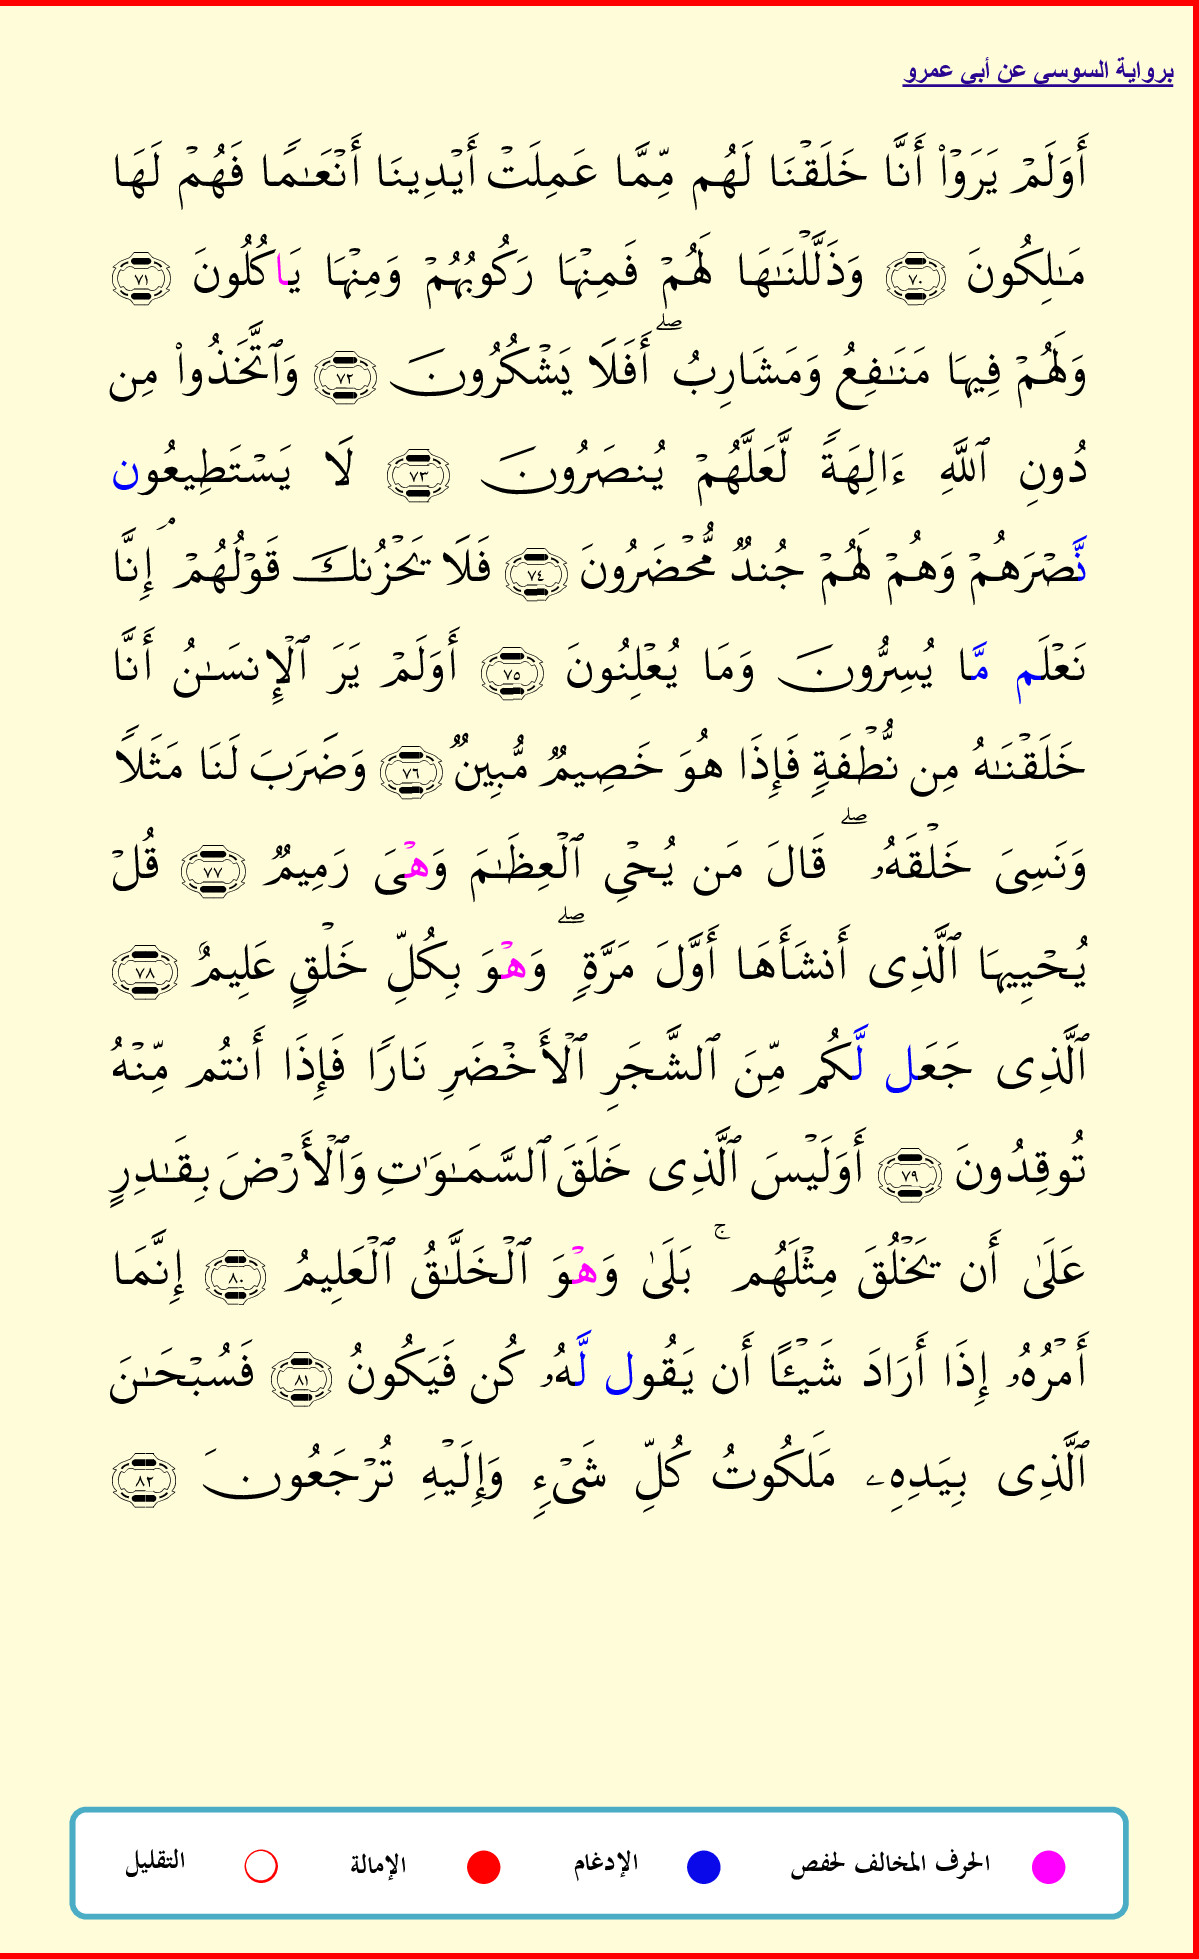 برواية السوسي عن أبي عمرو
أَوَلَمْ يَرَوْاْ أَنَّا خَلَقْنَا لَهُم مِّمَّا عَمِلَتْ أَيْدِينَا أَنْعَـٰمًا فَهُمْ لَهَا
مَـٰلِكُونَ ٧٠ وَذَلَّلْنَـٰهَا لَهُمْ فَمِنْهَا رَكُوبُهُمْ وَمِنْهَا يَاكُلُونَ ٧١
وَلَهُمْ فِيهَا مَنَـٰفِعُ وَمَشَارِبُ ۖ أَفَلَا يَشْكُرُونَ ٧٢ وَٱتَّخَذُواْ مِن
دُونِ ٱللَّهِ ءَالِهَةً لَّعَلَّهُمْ يُنصَرُونَ ٧٣ لَا يَسْتَطِيعُون
نَّصْرَهُمْ وَهُمْ لَهُمْ جُندٌ مُّحْضَرُونَ ٧٤ فَلَا يَحْزُنكَ قَوْلُهُمْ ۘ إِنَّا
نَعْلَم مَّا يُسِرُّونَ وَمَا يُعْلِنُونَ ٧٥ أَوَلَمْ يَرَ ٱلْإِنسَـٰنُ أَنَّا
خَلَقْنَـٰهُ مِن نُّطْفَةٍ فَإِذَا هُوَ خَصِيمٌ مُّبِينٌ ٧٦ وَضَرَبَ لَنَا مَثَلًا
وَنَسِىَ خَلْقَهُۥ ۖ قَالَ مَن يُحْىِ ٱلْعِظَـٰمَ وَهْىَ رَمِيمٌ ٧٧ قُلْ
يُحْيِيهَا ٱلَّذِى أَنشَأَهَا أَوَّلَ مَرَّةٍ ۖ وَهْوَ بِكُلِّ خَلْقٍ عَلِيمٌ ٧٨
ٱلَّذِى جَعَل لَّكُم مِّنَ ٱلشَّجَرِ ٱلْأَخْضَرِ نَارًا فَإِذَا أَنتُم مِّنْهُ
تُوقِدُونَ ٧٩ أَوَلَيْسَ ٱلَّذِى خَلَقَ ٱلسَّمَـٰوَٰتِ وَٱلْأَرْضَ بِقَـٰدِرٍ
عَلَىٰ أَن يَخْلُقَ مِثْلَهُم ۚ بَلَىٰ وَهْوَ ٱلْخَلَّـٰقُ ٱلْعَلِيمُ ٨٠ إِنَّمَا
أَمْرُهُۥ إِذَا أَرَادَ شَيْـًٔا أَن يَقُول لَّهُۥ كُن فَيَكُونُ ٨١ فَسُبْحَـٰنَ
ٱلَّذِى بِيَدِهِۦ مَلَكُوتُ كُلِّ شَىْءٍ وَإِلَيْهِ تُرْجَعُونَ ٨٢
الحرف المخالف لحفص الإدغام الإمالة التقليل